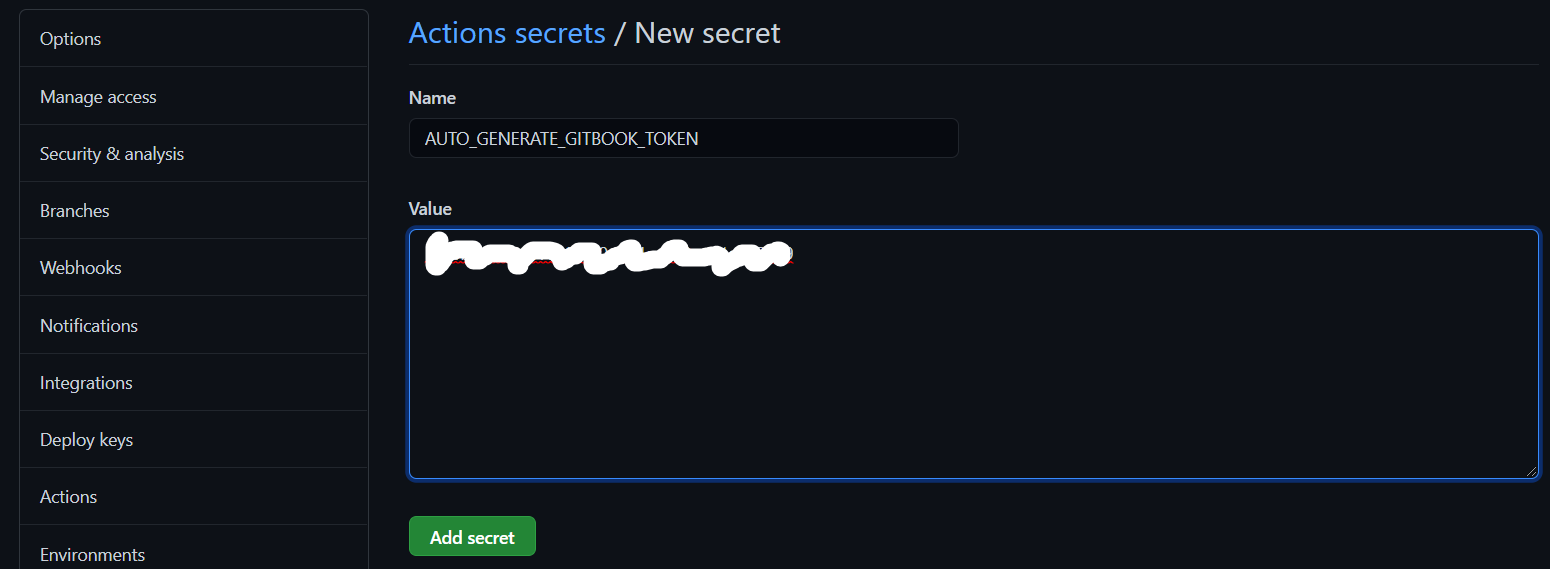 Options
Manage access
Security & analysis
Branches
Webhooks
Notifications
Integrations
Deploy keys
Actions
Environments
Actions secrets / New secret
Name
AUTO_GENERATE_GITBOOK_TOKEN
Value
Add secret